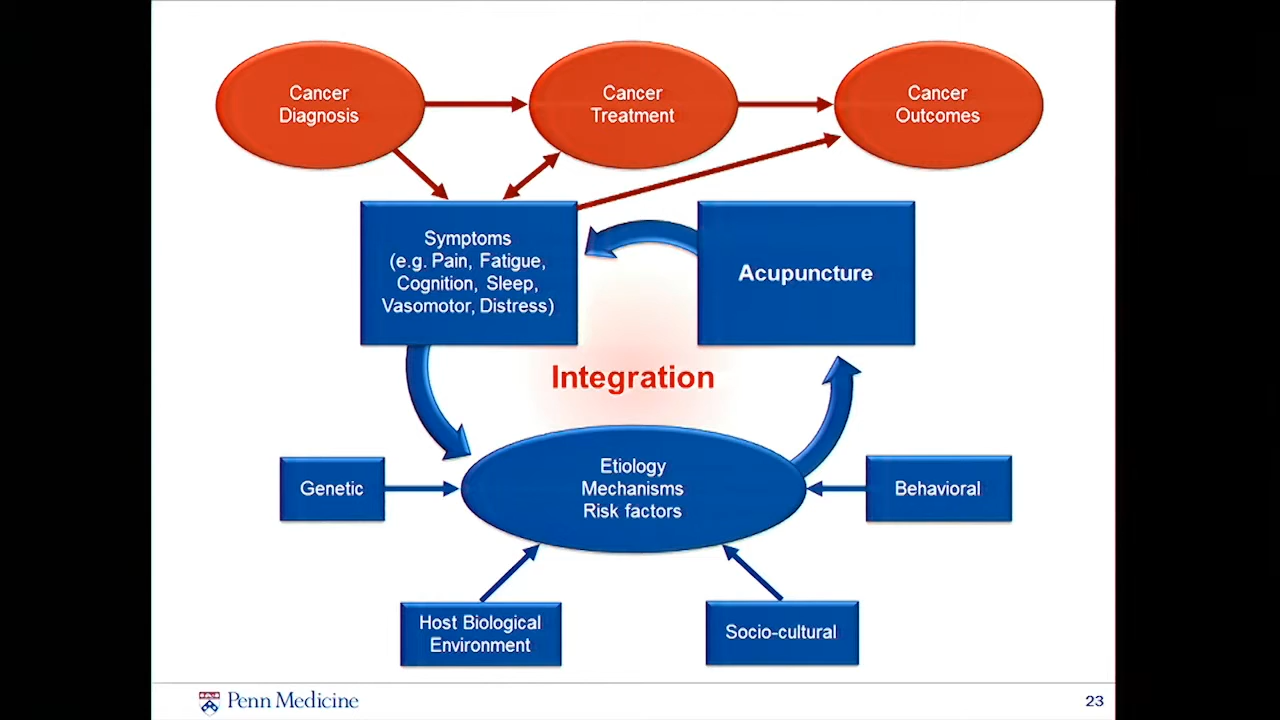 Cancer
Diagnosis
Cancer
Treatment
Cancer
Outcomes
Symptoms
(e.g. Pain, Fatigue,
Cognition, Sleep,
Vasomotor, Distress)
Acupuncture
Integration
Etiology
Mechanisms
Risk factors
Genetic
Behavioral
Host Biological
Environment
Socio-cultural
Penn Medicine
23